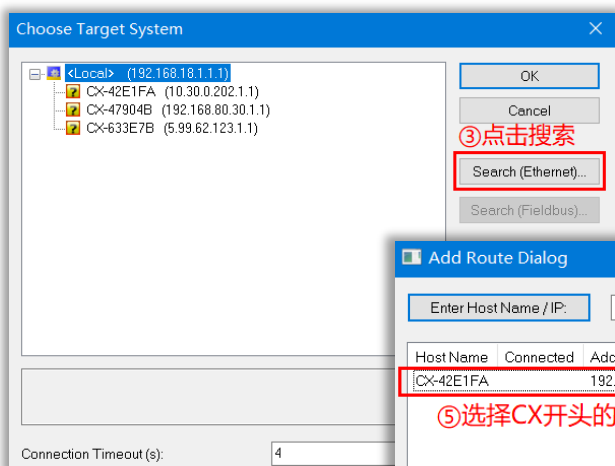 Choose Target System
<Local> (192.168.18.1.1.1)
CX-42E1FA (10.30.0.202.1.1)
CX-47904B (192.168.80.30.1.1)
CX-633E7B (5.99.62.123.1.1)
OK
Cancel
③点击搜索
Search (Ethernet)...
Search (Fieldbus)...
Add Route Dialog
Enter Host Name / IP:
Host Name Connected Add
CX-42E1FA 192.
⑤选择CX开头的
Connection Timeout (s): 4